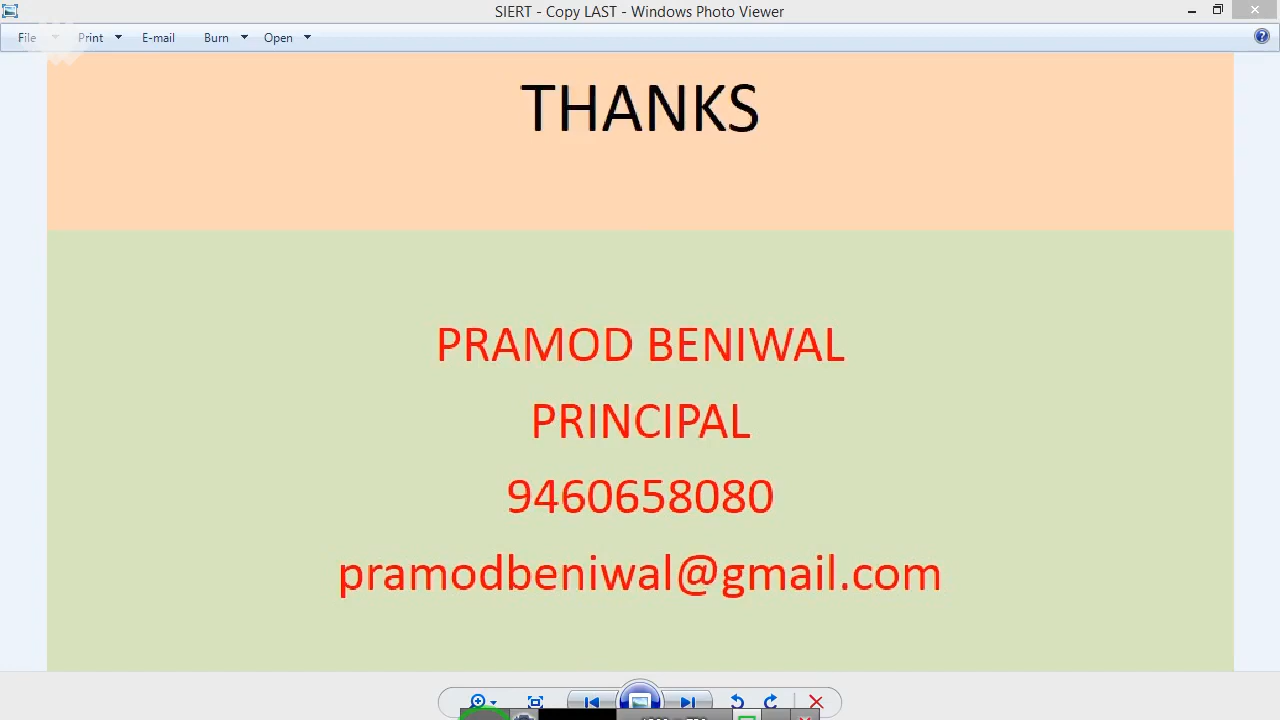 SIERT - Copy LAST - Windows Photo Viewer
File Print E-mail Burn Open
THANKS
PRAMOD BENIWAL
PRINCIPAL
9460658080
pramodbeniwal@gmail.com